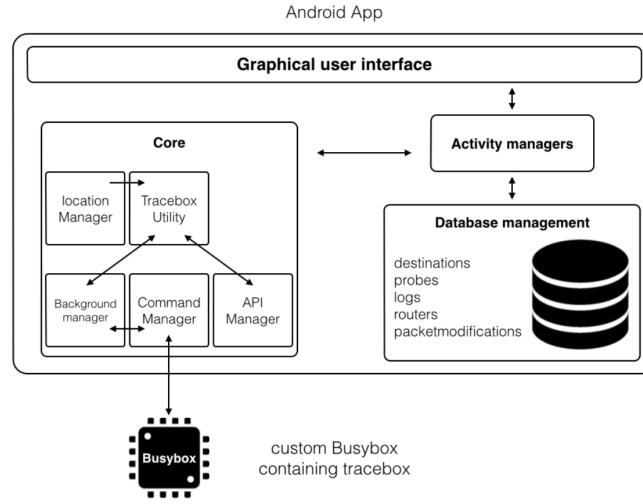 Android App
Graphical user interface
Core
Activity managers
location
Manager
Tracebox
Utility
Database management
destinations
probes
logs
routers
packetmodifications
Background
manager
Command
Manager
API
Manager
Busybox
custom Busybox
containing tracebox